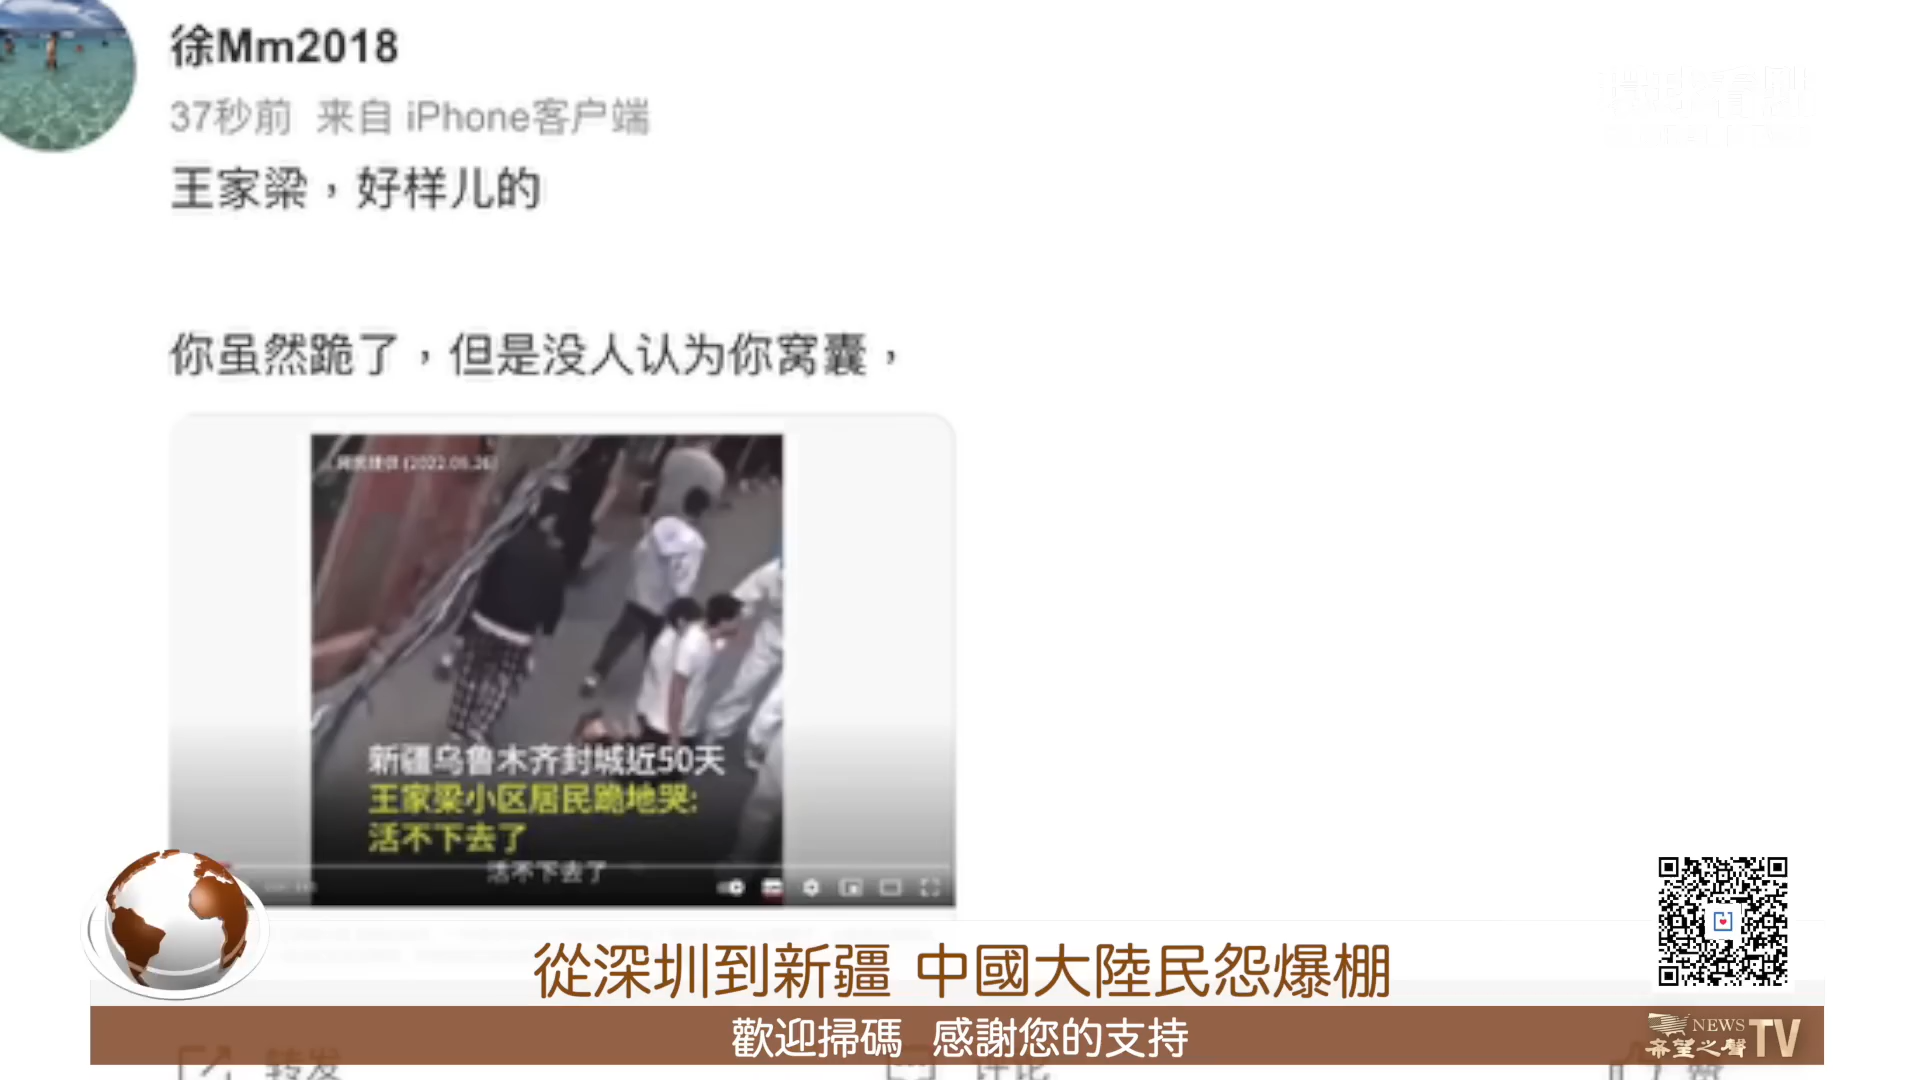 徐Mm2018
37秒前 来自 iPhone客户端
王家梁，好样儿的
你虽然跪了，但是没人认为你窝囊，
新疆乌鲁木齐封城近50天
王家梁小区居民跪地哭:
活不下去了
活不下去了
從深圳到新疆 中國大陸民怨爆棚
歡迎掃碼 感謝您的支持
NEWS
希望之聲TV
转发
评论